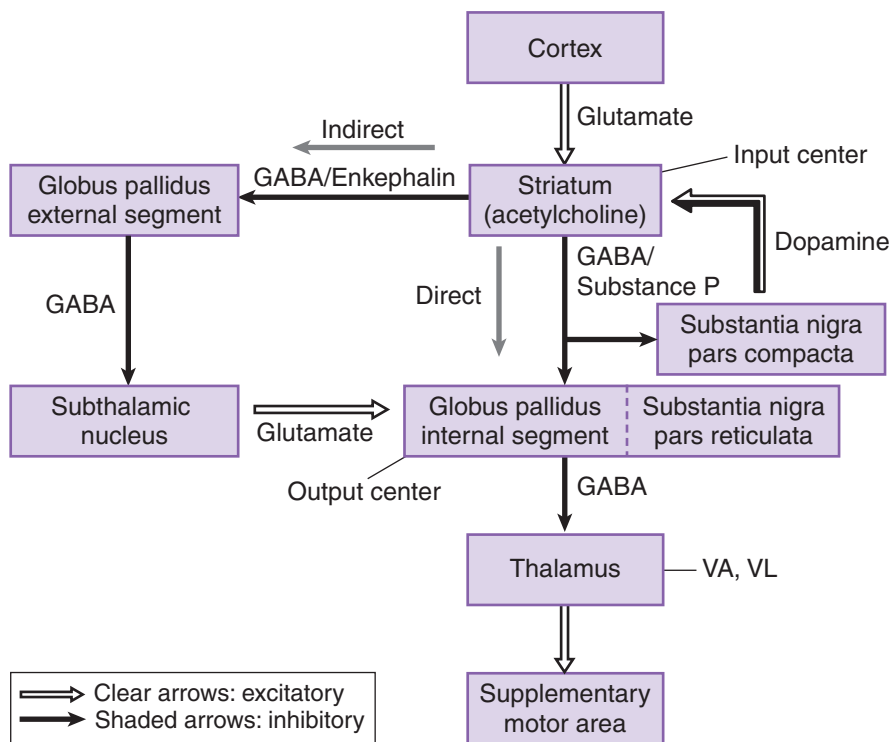 Cortex
Glutamate
Indirect
Input center
GABA/Enkephalin
Globus pallidus
external segment
Striatum
(acetylcholine)
Dopamine
GABA/
Substance P
GABA
Direct
Substantia nigra
pars compacta
Subthalamic
nucleus
Glutamate
Globus pallidus
internal segment
Substantia nigra
pars reticulata
Output center
GABA
Thalamus
VA, VL
Clear arrows: excitatory
Shaded arrows: inhibitory
Supplementary
motor area